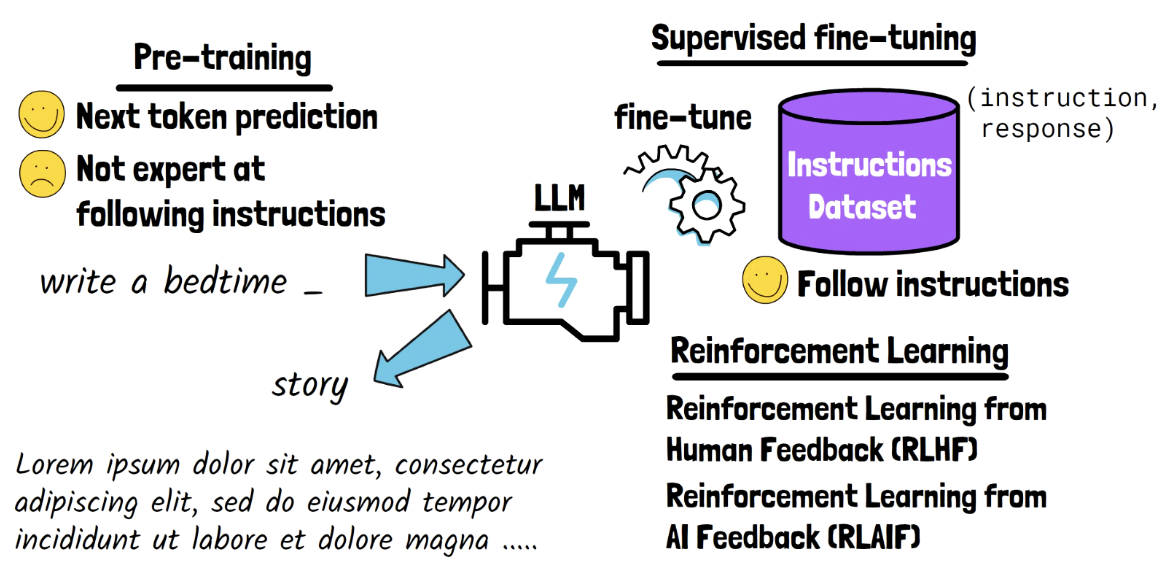 Pre-training
Next token prediction
Not expert at
following instructions
write a bedtime _
story
Lorem ipsum dolor sit amet, consectetur
adipiscing elit, sed do eiusmod tempor
incididunt ut labore et dolore magna .....
LLM
Supervised fine-tuning
fine-tune
Instructions
Dataset
(instruction,
response)
Follow instructions
Reinforcement Learning
Reinforcement Learning from
Human Feedback (RLHF)
Reinforcement Learning from
AI Feedback (RLAIF)